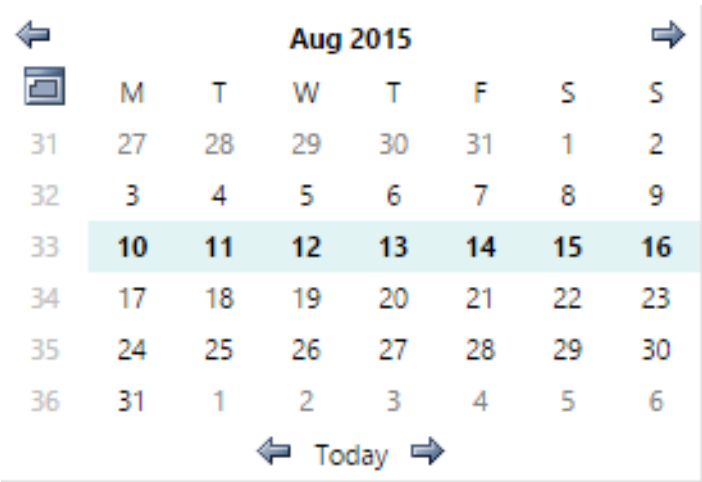 Aug 2015
M T W T F S S
31 27 28 29 30 31 1 2
32 3 4 5 6 7 8 9
33 10 11 12 13 14 15 16
34 17 18 19 20 21 22 23
35 24 25 26 27 28 29 30
36 31 1 2 3 4 5 6
Today